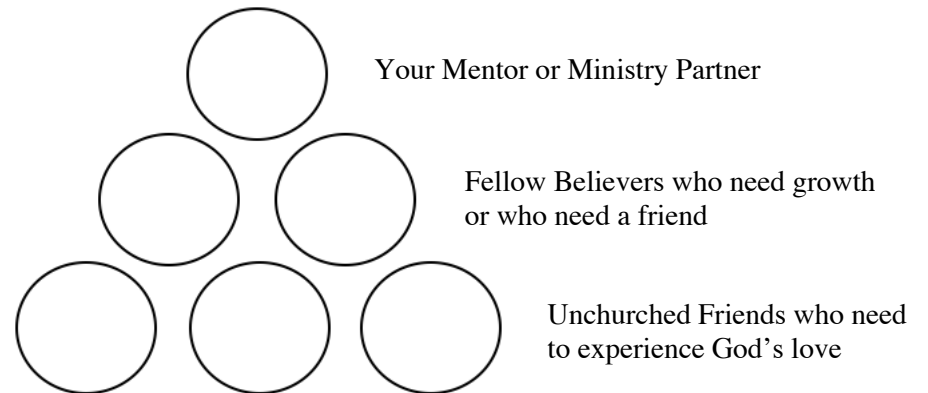 Your Mentor or Ministry Partner
Fellow Believers who need growth
or who need a friend
Unchurched Friends who need
to experience God’s love